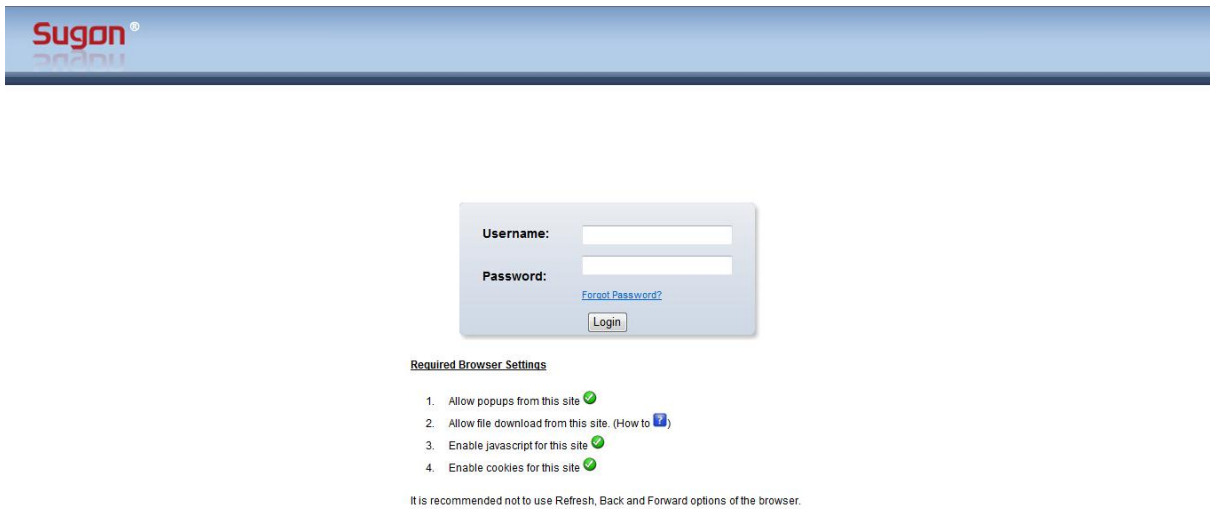 Sugon®
Username:
Password:
Forgot Password?
Login
Required Browser Settings
1. Allow popups from this site
2. Allow file download from this site. (How to ?)
3. Enable javascript for this site
4. Enable cookies for this site
It is recommended not to use Refresh, Back and Forward options of the browser.